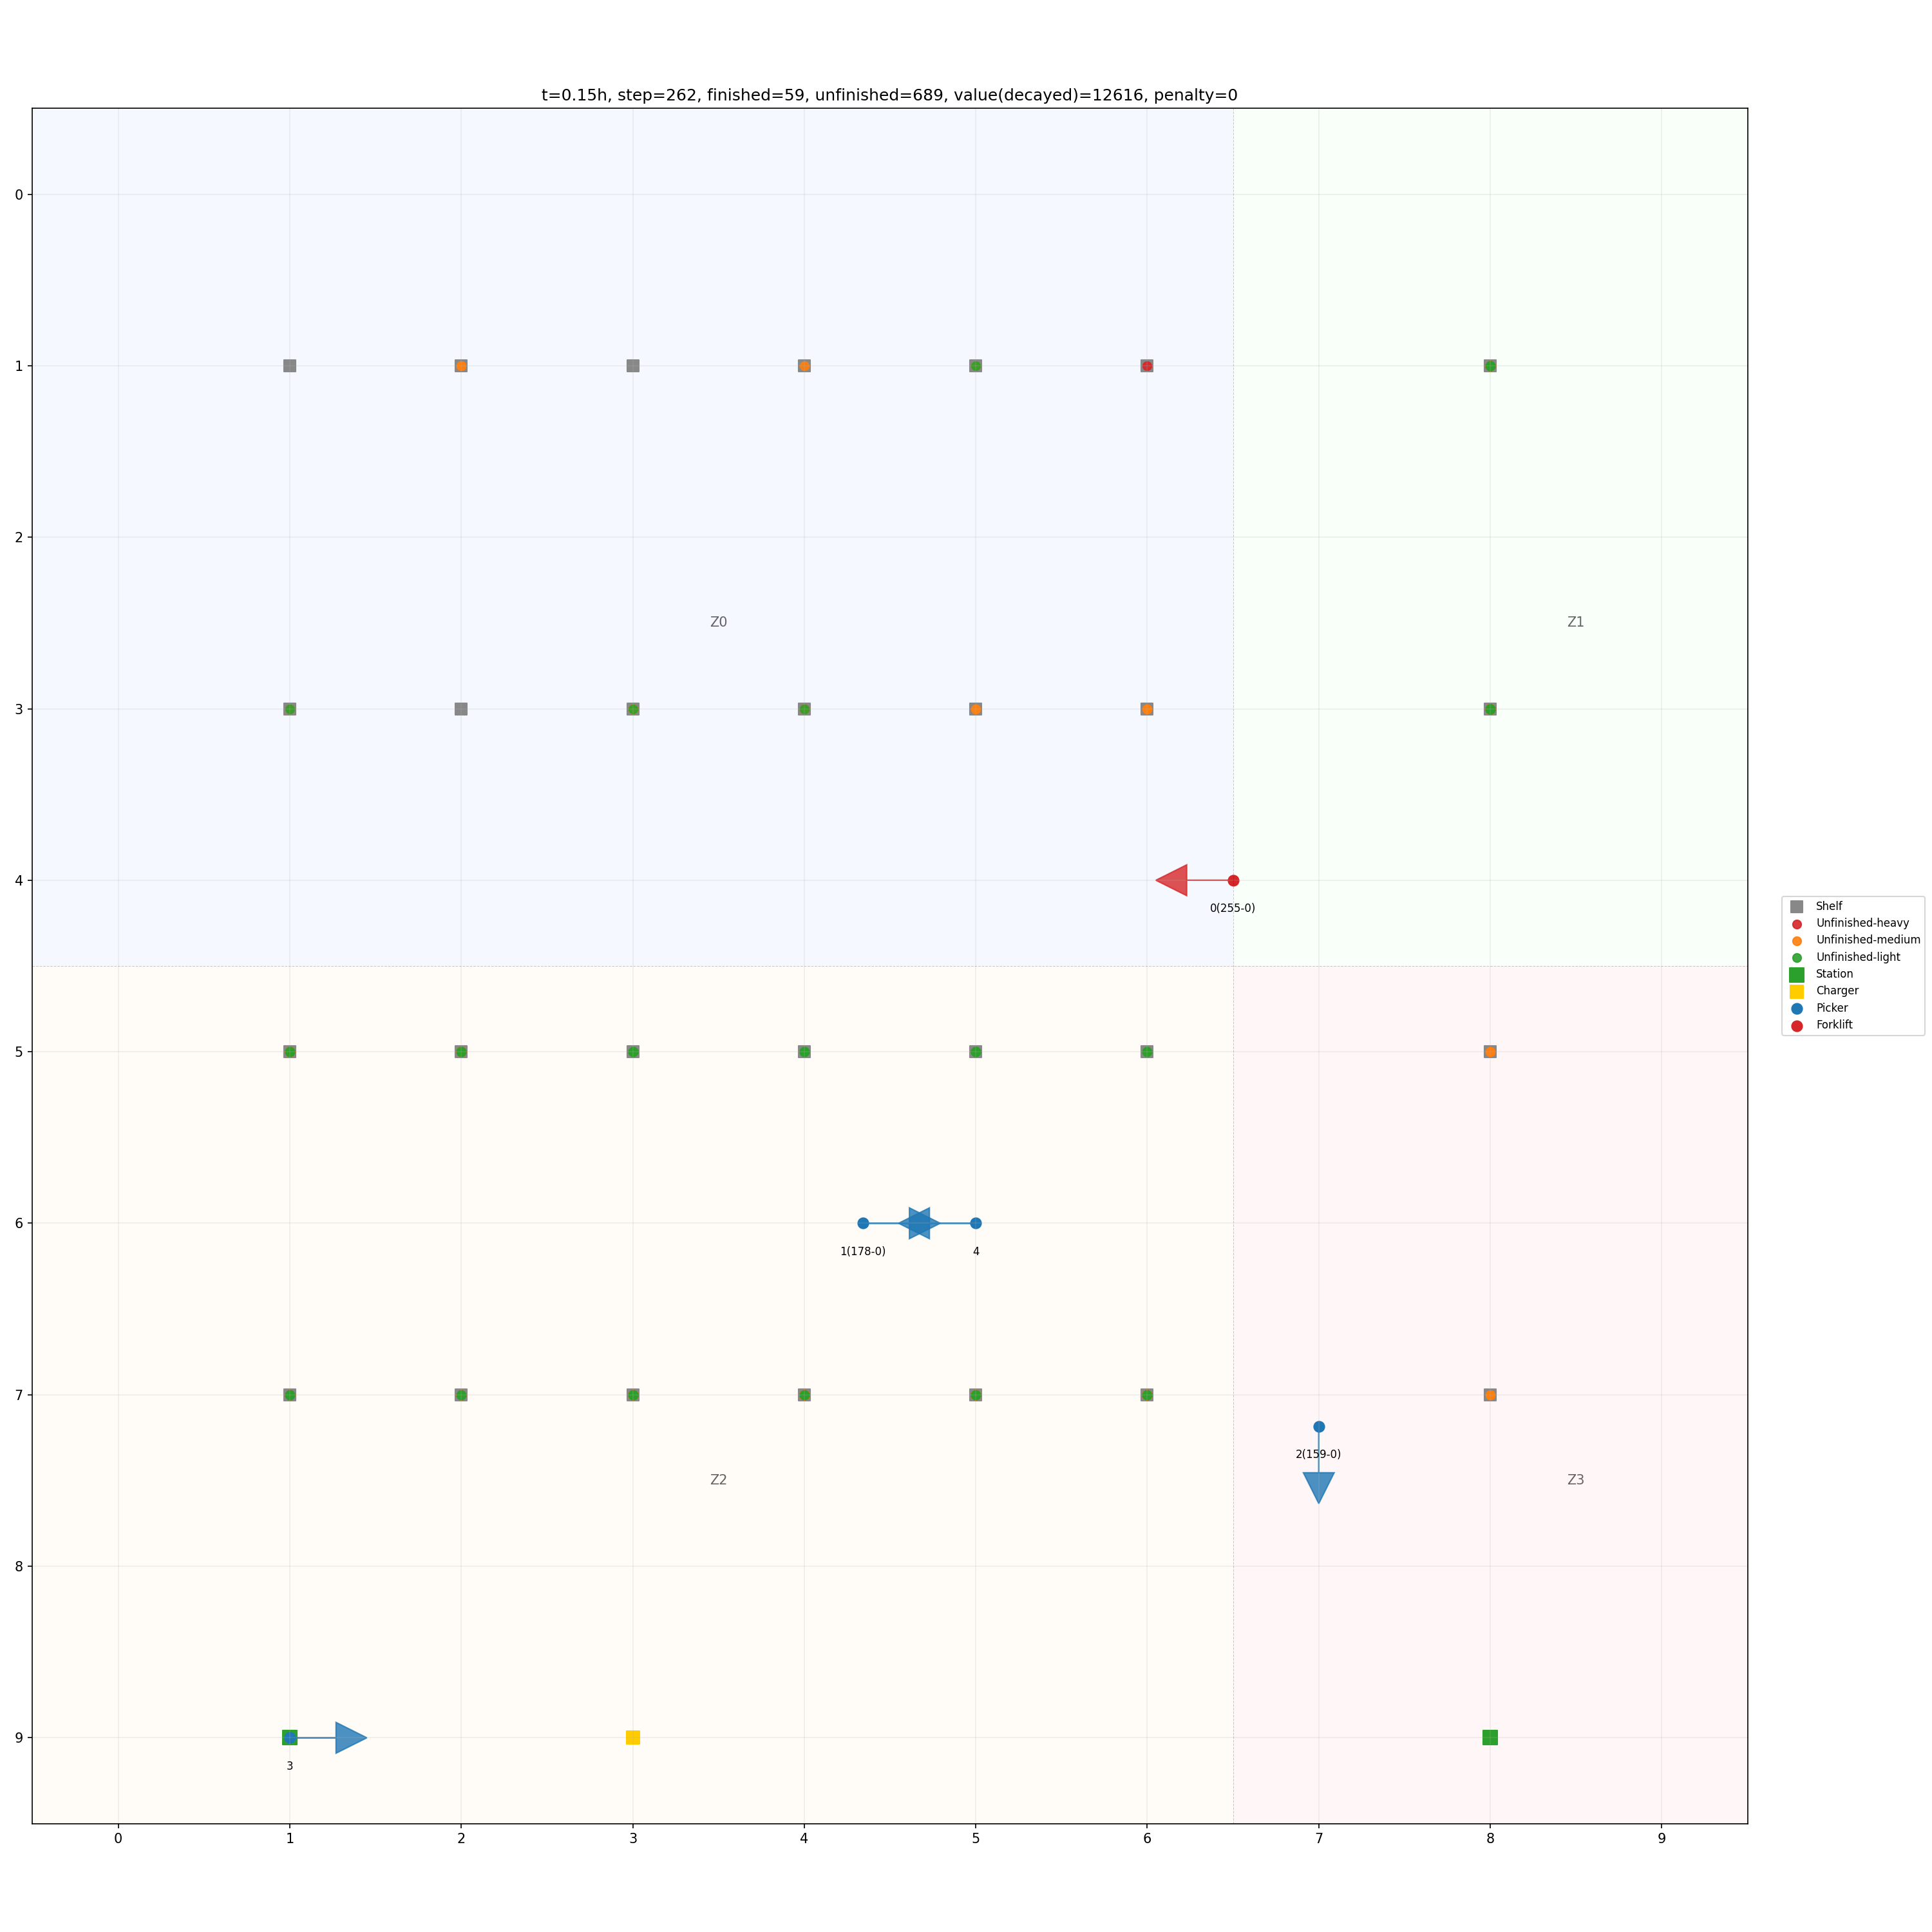 t=0.15h, step=262, finished=59, unfinished=689, value(decayed)=12616, penalty=0
0
1
2
Z0
Z1
3
4
0(255-0)
Shelf
Unfinished-heavy
Unfinished-medium
Unfinished-light
Station
Charger
Picker
Forklift
5
6
1(178-0)
4
7
2(159-0)
Z2
Z3
8
9
3
0 1 2 3 4 5 6 7 8 9